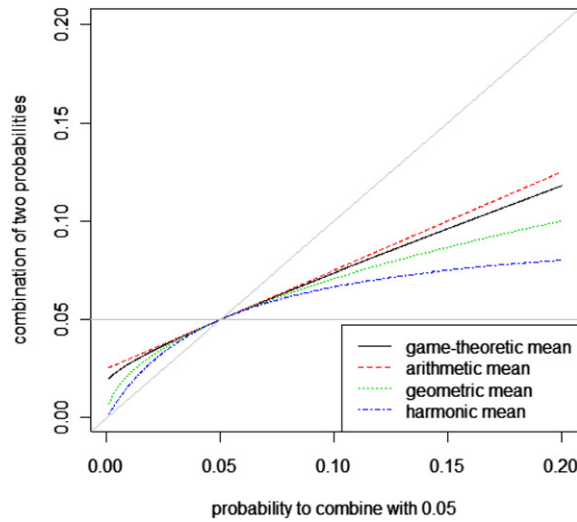 0.20
0.15
0.10
0.05
0.00
combination of two probabilities
game-theoretic mean
arithmetic mean
geometric mean
harmonic mean
0.00 0.05 0.10 0.15 0.20
probability to combine with 0.05